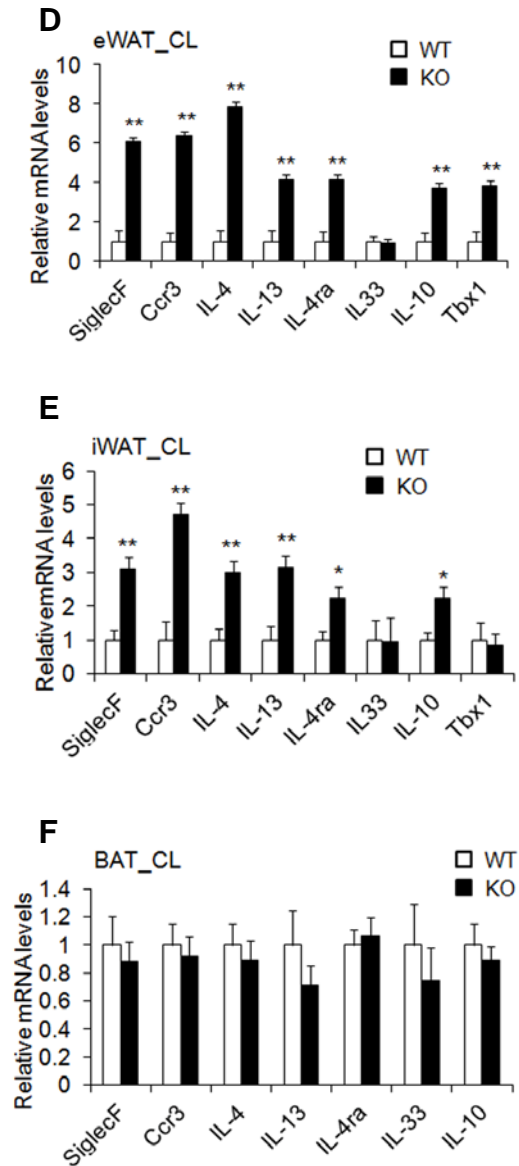 D
eWAT_CL
WT
KO
Relative mRNA levels
10
8
6
4
2
0
** ** ** ** ** ** **
SiglecF Ccr3 IL-4 IL-13 IL-4ra IL33 IL-10 Tbx1
E
iWAT_CL
WT
KO
RelativemRNAlevels
6
5
4
3
2
1
0
** ** ** ** * *
SiglecF Ccr3 IL-4 IL-13 IL-4ra IL33 IL-10 Tbx1
F
BAT_CL
WT
KO
Relative mRNA levels
1.4
1.2
1
0.8
0.6
0.4
0.2
0
SiglecF Ccr3 IL-4 IL-13 IL-4ra IL-33 IL-10